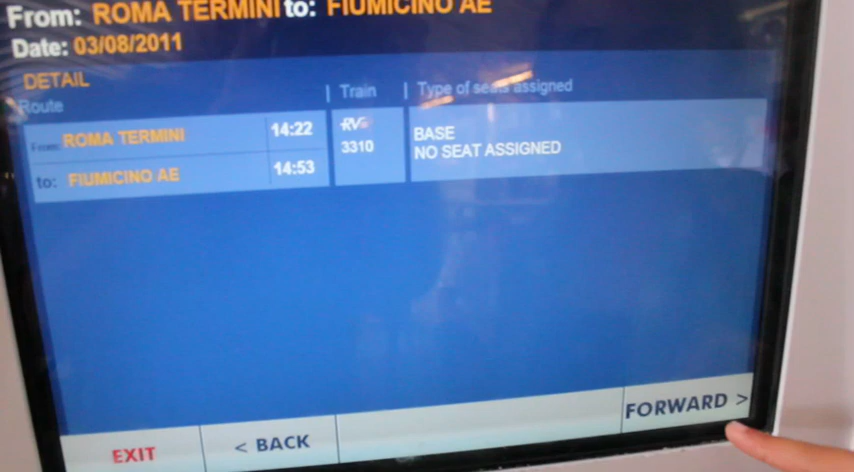 From: ROMA TERMINI to: FIUMICINO AE
Date: 03/08/2011
DETAIL
Route | Train | Type of seats assigned
From: ROMA TERMINI 14:22 RV 3310 BASE
NO SEAT ASSIGNED
to: FIUMICINO AE 14:53
EXIT < BACK FORWARD >